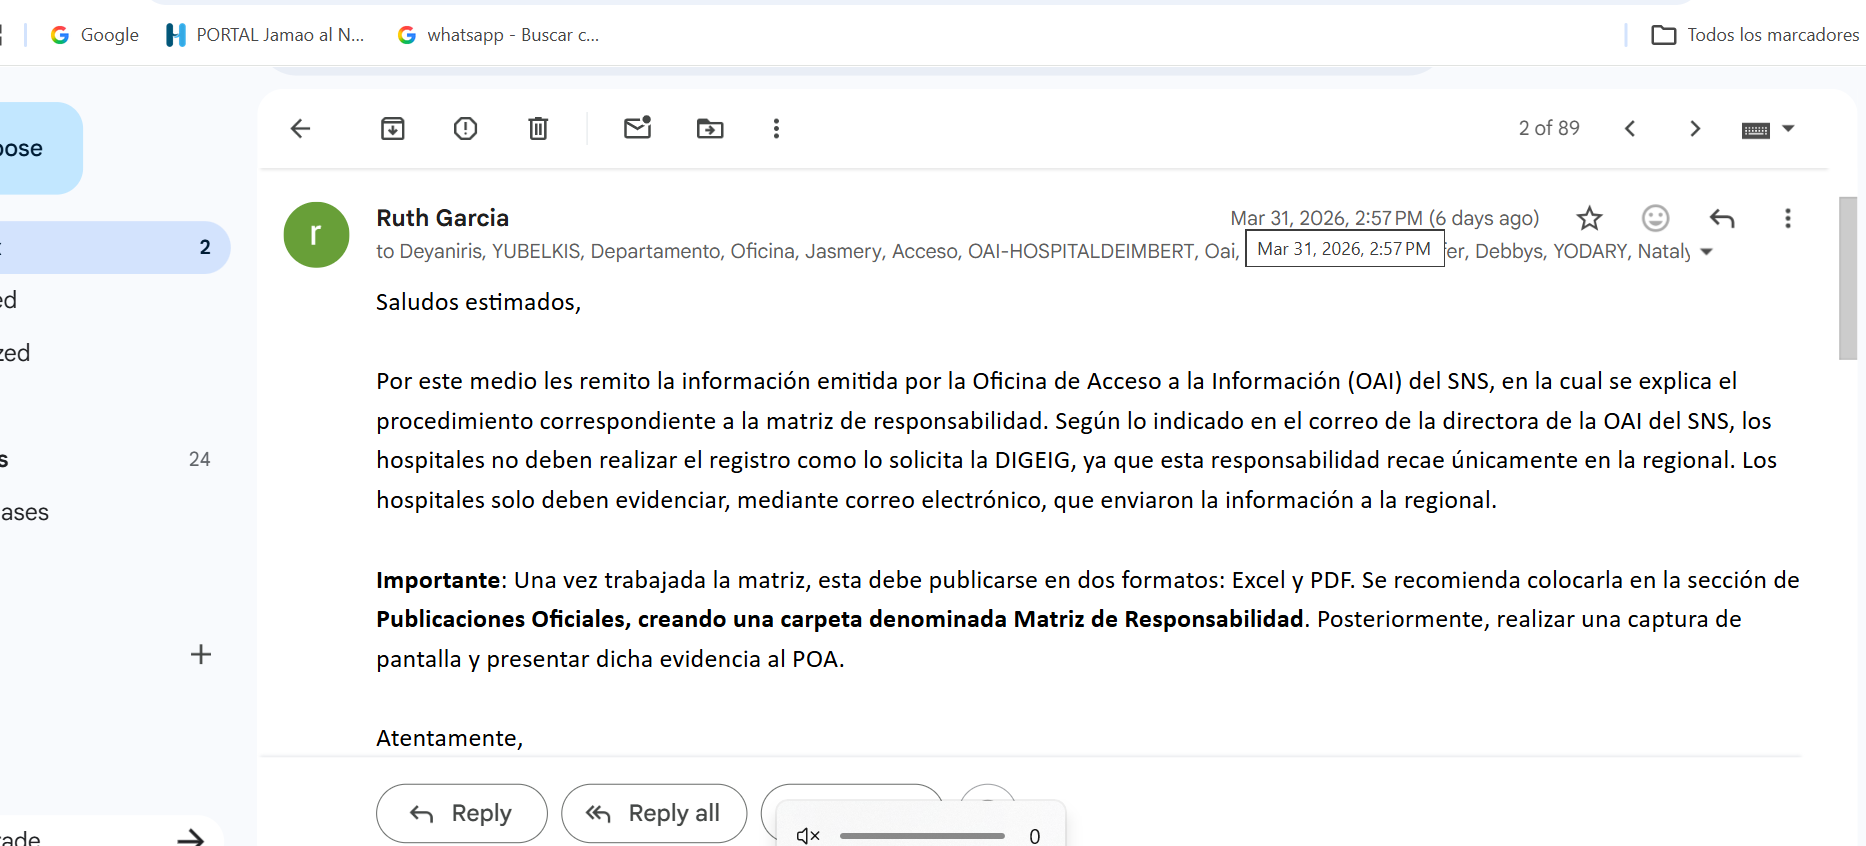 Google
PORTAL Jamao al N...
whatsapp - Buscar c...
Todos los marcadores
2 of 89
2
24
Ruth Garcia
Mar 31, 2026, 2:57 PM (6 days ago)
to Deyaniris, YUBELKIS, Departamento, Oficina, Jasmery, Acceso, OAI-HOSPITALDEIMBERT, Oai,
Mar 31, 2026, 2:57 PM
Debbys, YODARY, Nataly
Saludos estimados,
Por este medio les remito la información emitida por la Oficina de Acceso a la Información (OAI) del SNS, en la cual se explica el
procedimiento correspondiente a la matriz de responsabilidad. Según lo indicado en el correo de la directora de la OAI del SNS, los
hospitales no deben realizar el registro como lo solicita la DIGEIG, ya que esta responsabilidad recae únicamente en la regional. Los
hospitales solo deben evidenciar, mediante correo electrónico, que enviaron la información a la regional.
Importante: Una vez trabajada la matriz, esta debe publicarse en dos formatos: Excel y PDF. Se recomienda colocarla en la sección de
Publicaciones Oficiales, creando una carpeta denominada Matriz de Responsabilidad. Posteriormente, realizar una captura de
pantalla y presentar dicha evidencia al POA.
Atentamente,
Reply
Reply all
0